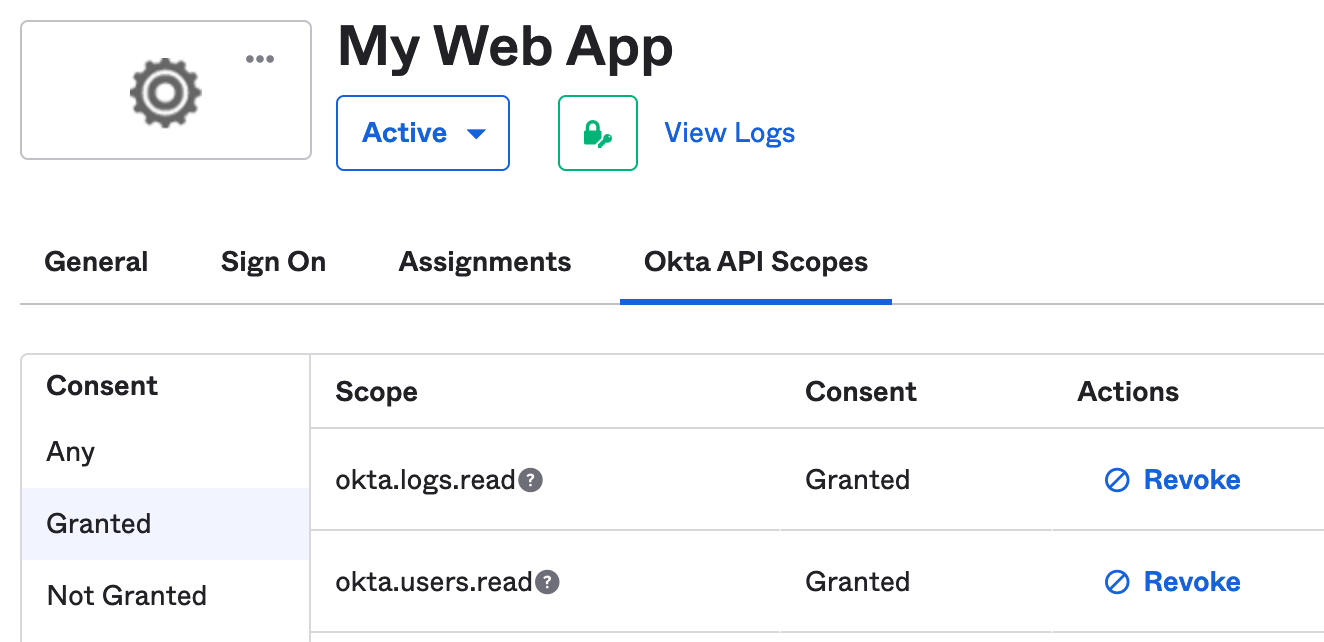 My Web App
Active
View Logs
General Sign On Assignments Okta API Scopes
Consent
Any
Granted
Not Granted
Scope Consent Actions
okta.logs.read Granted Revoke
okta.users.read Granted Revoke